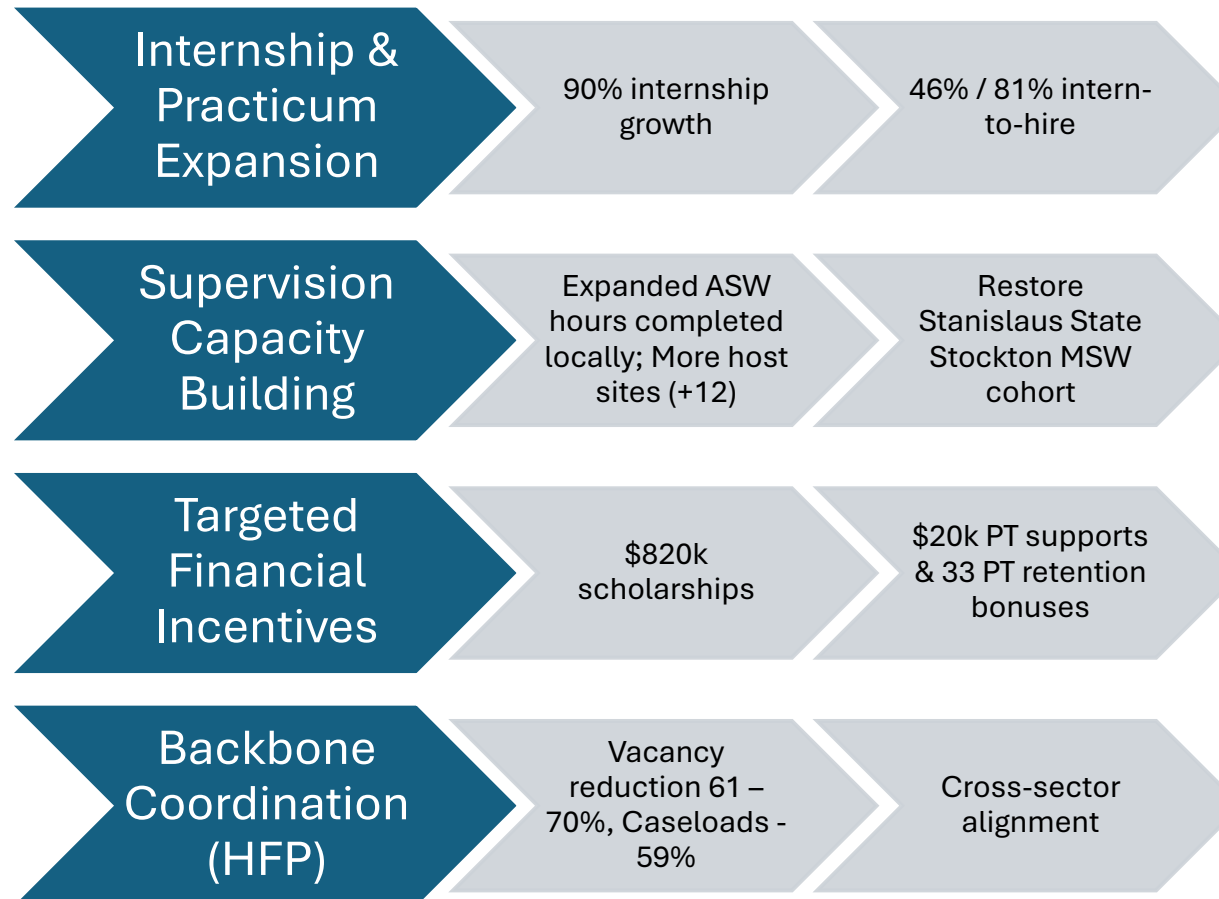 Internship &
Practicum
Expansion
90% internship
growth
46% / 81% intern-
to-hire
Supervision
Capacity
Building
Expanded ASW
hours completed
locally; More host
sites (+12)
Restore
Stanislaus State
Stockton MSW
cohort
Targeted
Financial
Incentives
$820k
scholarships
$20k PT supports
& 33 PT retention
bonuses
Backbone
Coordination
(HFP)
Vacancy
reduction 61 –
70%, Caseloads -
59%
Cross-sector
alignment